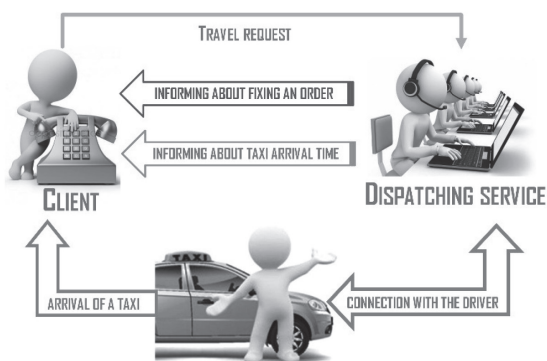 TRAVEL REQUEST
INFORMING ABOUT FIXING AN ORDER
INFORMING ABOUT TAXI ARRIVAL TIME
CLIENT
DISPATCHING SERVICE
TAXI
ARRIVAL OF A TAXI
CONNECTION WITH THE DRIVER